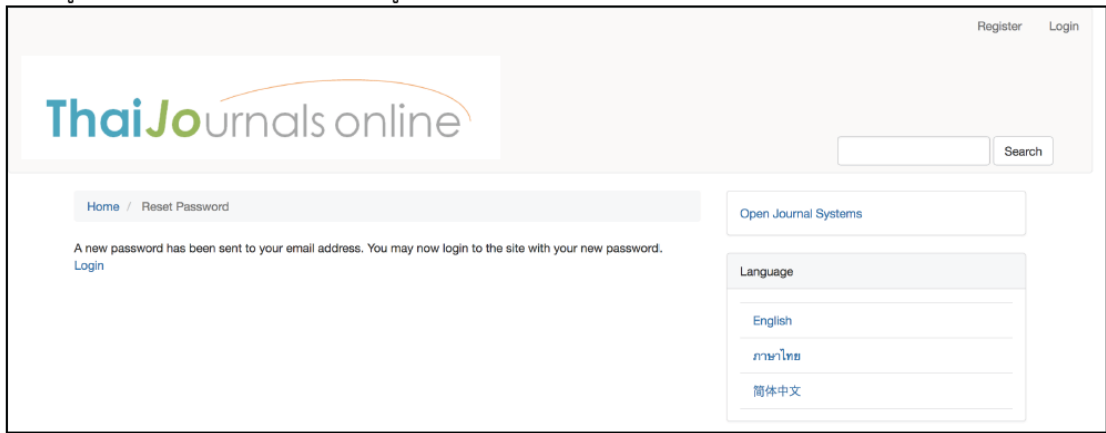 Register Login
ThaiJournals online
Search
Home / Reset Password
Open Journal Systems
A new password has been sent to your email address. You may now login to the site with your new password.
Login
Language
English
ภาษาไทย
简体中文